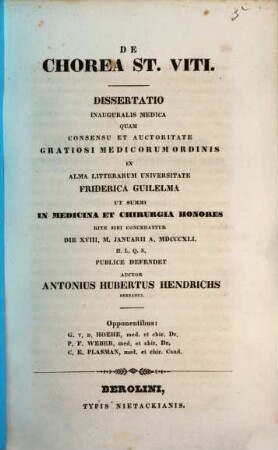 DE
CHOREA ST. VITI.
DISSERTATIO
INAUGURALIS MEDICA
QUAM
CONSENSU ET AUCTORITATE
GRATIOSI MEDICORUM ORDINIS
IN
ALMA LITTERARUM UNIVERSITATE
FRIDERICA GUILELMA
UT SUMMI
IN MEDICINA ET CHIRURGIA HONORES
RITE SIBI CONCEDANTUR
DIE XVIII, M. JANUARII A. MDCCCXLI.
H. L. Q. S.
PUBLICE DEFENDET
AUCTOR
ANTONIUS HUBERTUS HENDRICHS
Opponentibus:
G. v. d. HOEHE, med. et chir. Dr.
P. F. WEBER, med. et chir. Dr.
C. E. PLASMAN, med. et chir. Cand.
BEROLINI,
TYPIS NIETACKIANIS.